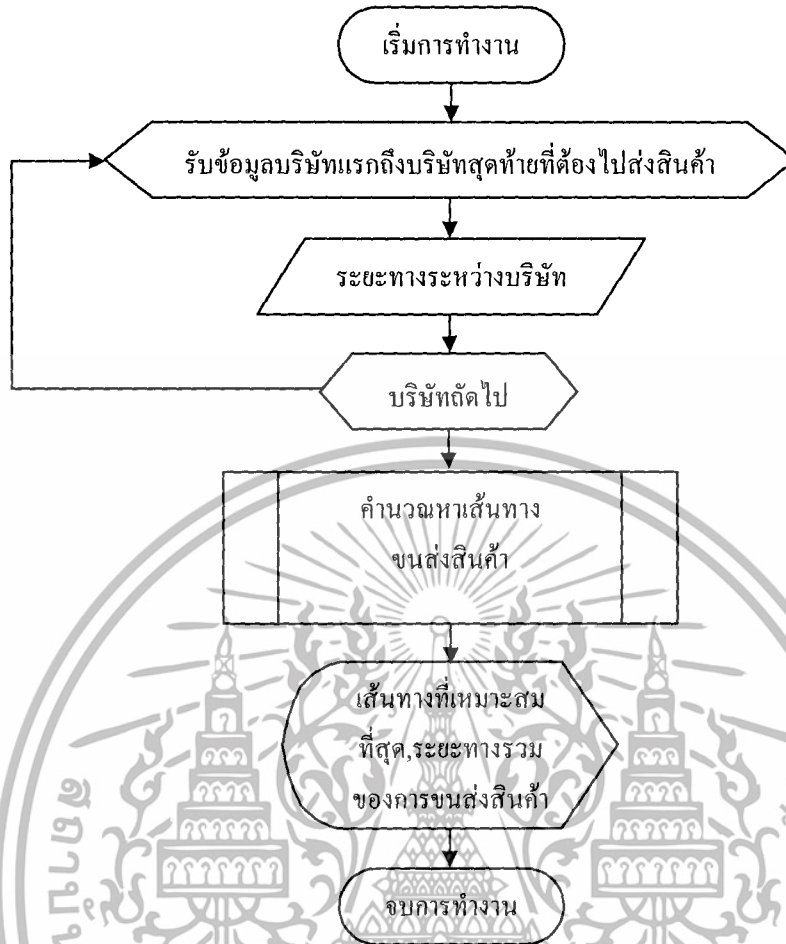 เริ่มการทำงาน
รับข้อมูลบริษัทแรกถึงบริษัทสุดท้ายที่ต้องไปส่งสินค้า
ระยะทางระหว่างบริษัท
บริษัทถัดไป
คำนวณหาเส้นทาง
ขนส่งสินค้า
เส้นทางที่เหมาะสม
ที่สุด,ระยะทางรวม
ของการขนส่งสินค้า
จบการทำงาน